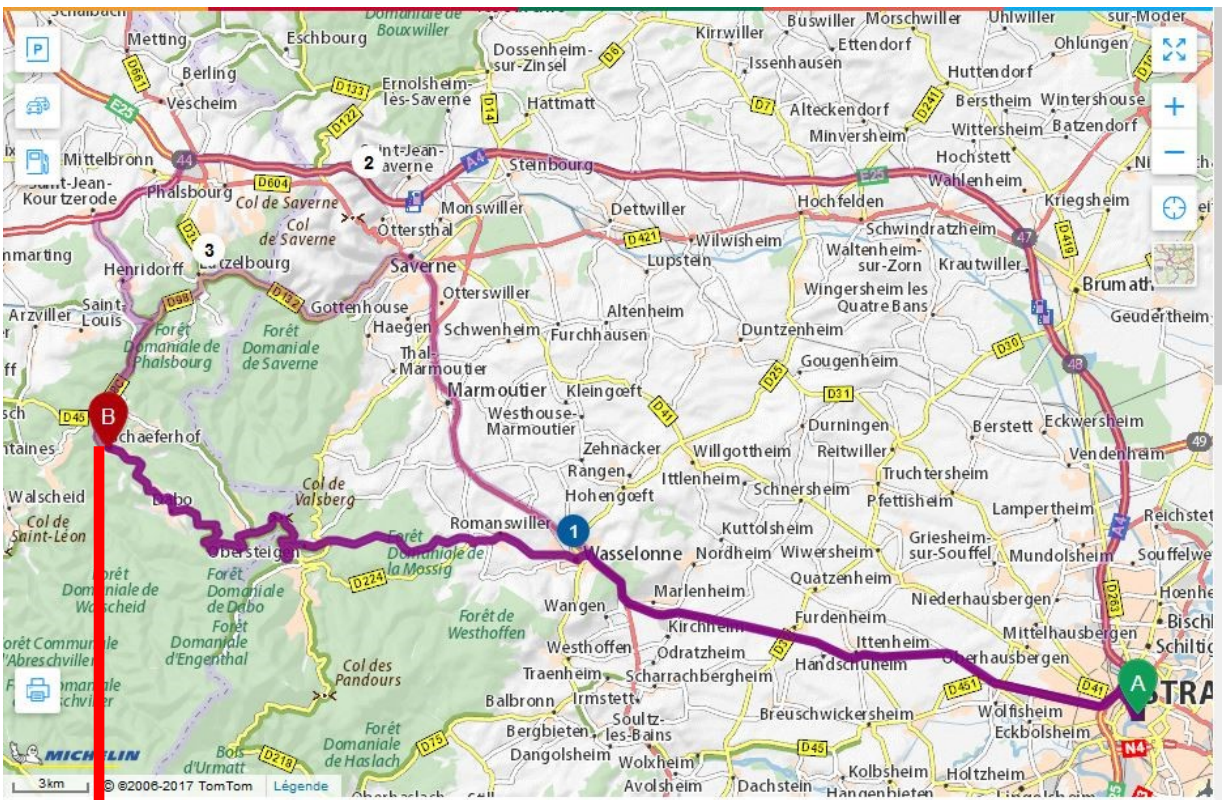 Metting
Eschbourg
Bouxwiller
Dossenheim-
sur-Zinsel
Kirrwiller
Buswiller
Morschwiller
Uhlwiller
sur-Moder
Ettendorf
Issenhausen
Ohlungen
D661
Berling
D133
D6
P
E25
Vescheim
Ernolsheim-
lès-Saverne
D122
D14
Hattmatt
D7
Alteckendorf
D241
Huttendorf
Berstheim
Wintershouse
Minversheim
Wittersheim
Batzendorf
+
−
Mittelbronn
44
2
A4
Steinbourg
E25
Hochstett
Wahlenheim
Saint-Jean-
Kourtzerode
Phalsbourg
D604
Col de Saverne
Monswiller
Dettwiller
Hochfelden
Kriegsheim
Col
de Saverne
Ottersthal
D421
Wilwisheim
Schwindratzheim
47
D419
3
Lutzelbourg
Saverne
Lupstein
Waltenheim-
sur-Zorn
Krautwiller
Henridorff
D98
D132
Gottenhouse
Otterswiller
Wingersheim les
Quatre Bans
Brumath
Saint-
Louis
Arzviller
Altenheim
Geudertheim
Forêt
Domaniale de
Phalsbourg
Forêt
Domaniale
de Saverne
Haegen
Schwenheim
Furchhausen
Duntzenheim
D30
Thal-
Marmoutier
Gougenheim
48
Marmoutier
Kleingœft
D25
D31
B
D45
Schaeferhof
Westhouse-
Marmoutier
D41
Durningen
Berstett
Eckwersheim
49
Zehnacker
Willgottheim
Reitwiller
Vendenheim
Rangen
Ittlenheim
Truchtersheim
Walscheid
Dabo
Col de
Valsberg
Hohengœft
Schnersheim
Pfettisheim
Lampertheim
Col de
Saint-Léon
Romanswiller
1
Kuttolsheim
Griesheim-
sur-Souffel
A4
Obersteigen
Forêt
Domaniale de
la Mossig
Wasselonne
Nordheim
Wiwersheim
Mundolsheim
Forêt
Domaniale de
Walscheid
Forêt
Domaniale
de Dabo
D224
Marlenheim
Quatzenheim
Niederhausbergen
D263
Wangen
Forêt de
Westhoffen
Kirchheim
Furdenheim
Mittelhausbergen
Forêt
Domaniale
d'Engenthal
Westhoffen
Odratzheim
Ittenheim
Handschuheim
Oberhausbergen
Col des
Pandours
Traenheim
Scharrachbergheim
D451
D41
A
STRA
Balbronn
Irmstett
Breuschwickersheim
Wolfisheim
Eckbolsheim
Soultz-
les-Bains
Bergbieten
N4
MICHELIN
Bois
d'Urmatt
D218
Forêt
Domaniale
de Haslach
D75
Dangolsheim
Wolxheim
D45
Kolbsheim
Holtzheim
3km
© ©2006-2017 TomTom
Légende
Avolsheim
Dachstein